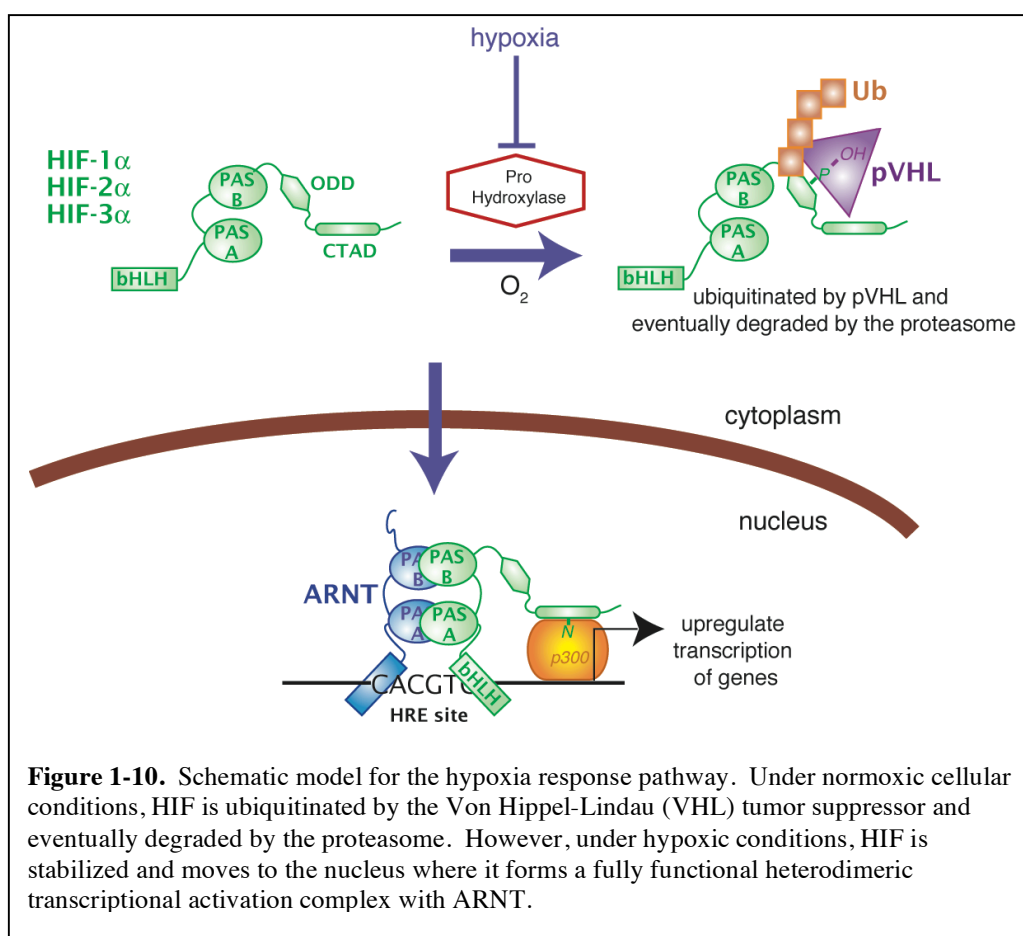 hypoxia
HIF-1α
HIF-2α
HIF-3α
PAS
B
PAS
A
bHLH
ODD
CTAD
Pro
Hydroxylase
O2
Ub
OH
P
pVHL
PAS
B
PAS
A
bHLH
ubiquitinated by pVHL and
eventually degraded by the proteasome
cytoplasm
nucleus
ARNT
PA
B
PAS
B
PA
A
PAS
A
bHLH
N
p300
upregulate
transcription
of genes
CACGTG
HRE site
Figure 1-10. Schematic model for the hypoxia response pathway. Under normoxic cellular
conditions, HIF is ubiquitinated by the Von Hippel-Lindau (VHL) tumor suppressor and
eventually degraded by the proteasome. However, under hypoxic conditions, HIF is
stabilized and moves to the nucleus where it forms a fully functional heterodimeric
transcriptional activation complex with ARNT.